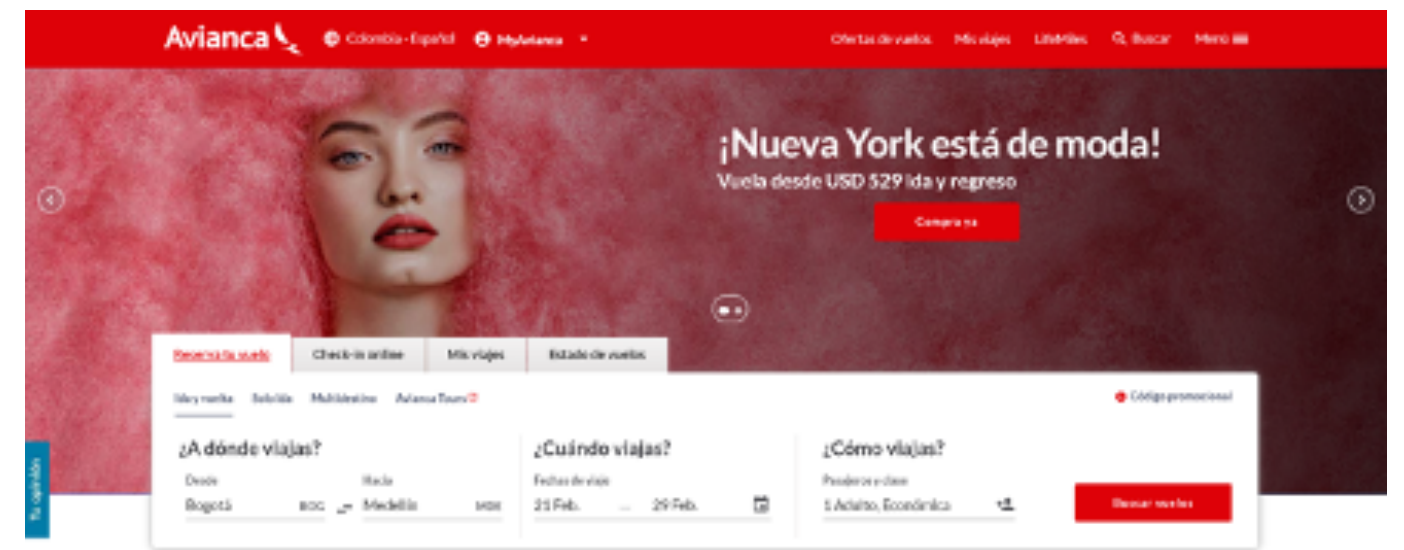 Avianca Colombia - Español MyAvianca Ofertas de vuelos Mis viajes LifeMiles Buscar Menú
¡Nueva York está de moda!
Vuela desde USD 529 ida y regreso
Compra ya
Reserva tu vuelo Check-in online Mis viajes Estado de vuelos
Ida y vuelta Solo ida Multidestino Avianca Tours Código promocional
¿A dónde viajas? ¿Cuándo viajas? ¿Cómo viajas?
Desde Hacia Fechas de viaje Pasajeros y clase
Bogotá BOG Medellín MDE 21 Feb. — 29 Feb. 1 Adulto, Económica Buscar vuelos
Tu opinión